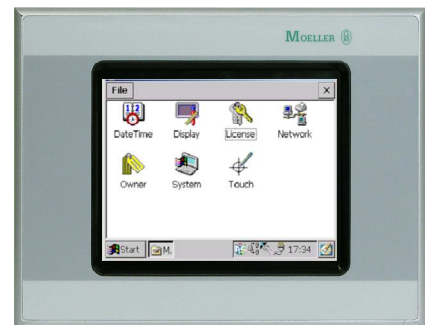 MOELLER
File ×
DateTime Display License Network
Owner System Touch
Start M. 17:34